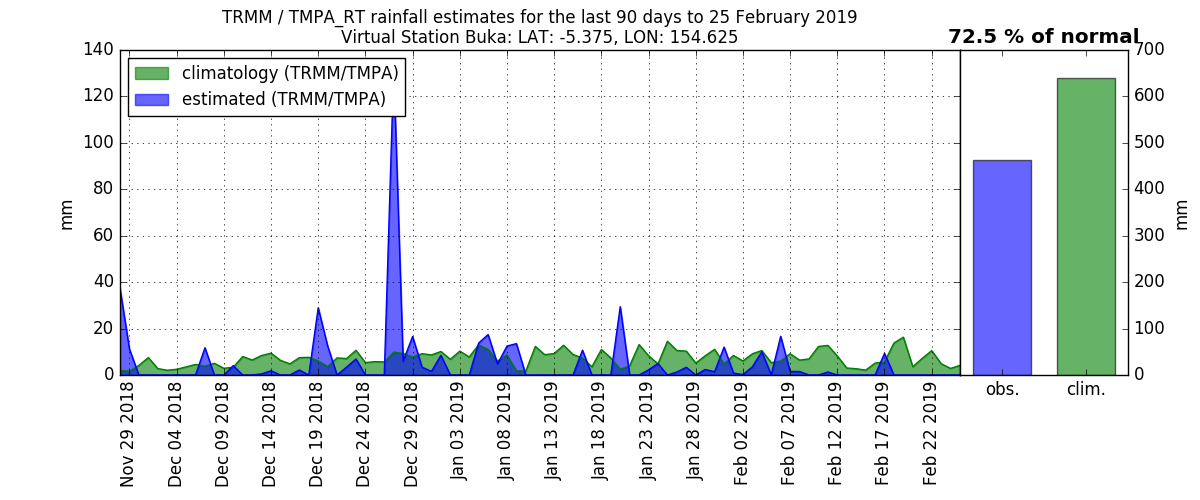 TRMM / TMPA_RT rainfall estimates for the last 90 days to 25 February 2019
Virtual Station Buka: LAT: -5.375, LON: 154.625
72.5 % of normal
climatology (TRMM/TMPA)
estimated (TRMM/TMPA)
mm
140
120
100
80
60
40
20
0
Nov 29 2018
Dec 04 2018
Dec 09 2018
Dec 14 2018
Dec 19 2018
Dec 24 2018
Dec 29 2018
Jan 03 2019
Jan 08 2019
Jan 13 2019
Jan 18 2019
Jan 23 2019
Jan 28 2019
Feb 02 2019
Feb 07 2019
Feb 12 2019
Feb 17 2019
Feb 22 2019
obs.
clim.
700
600
500
400
300
200
100
0
mm